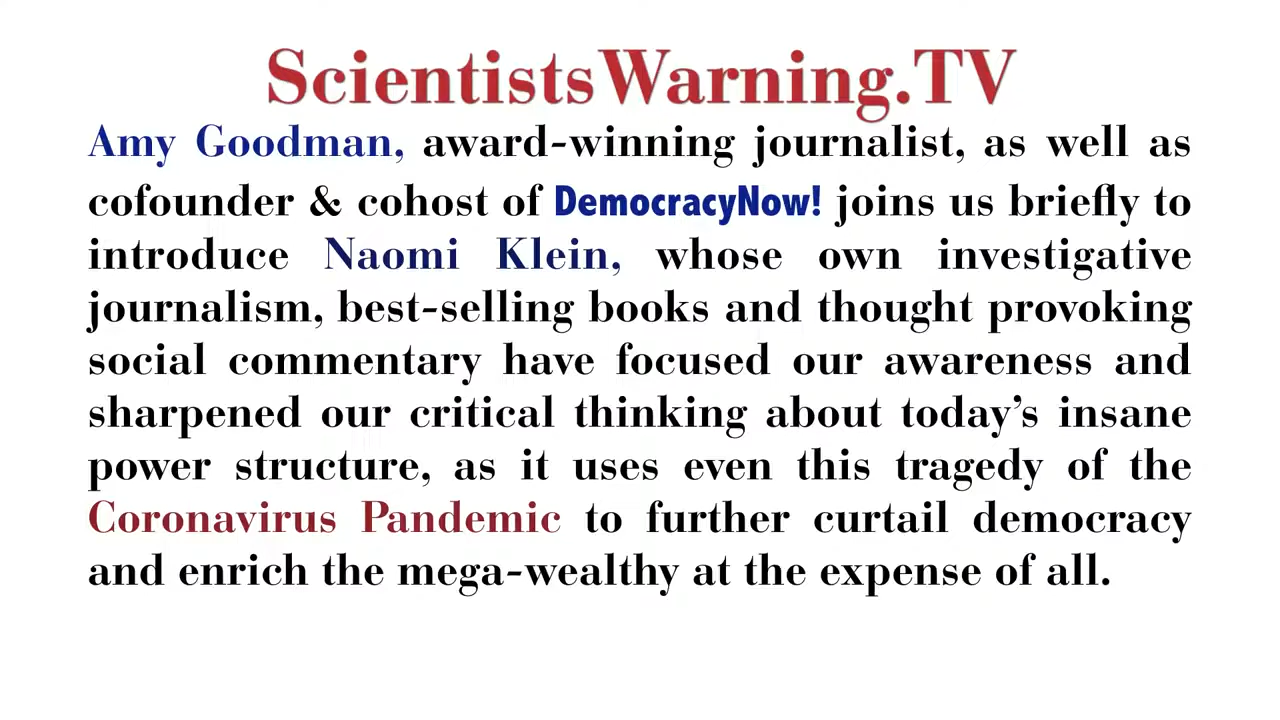 ScientistsWarning.TV
Amy Goodman, award-winning journalist, as well as
cofounder & cohost of DemocracyNow! joins us briefly to
introduce Naomi Klein, whose own investigative
journalism, best-selling books and thought provoking
social commentary have focused our awareness and
sharpened our critical thinking about today’s insane
power structure, as it uses even this tragedy of the
Coronavirus Pandemic to further curtail democracy
and enrich the mega-wealthy at the expense of all.